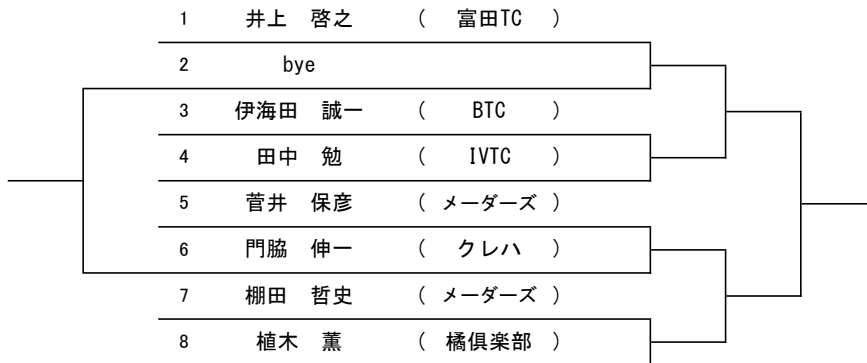 1 井上 啓之 ( 富田TC )
2 bye
3 伊海田 誠一 ( BTC )
4 田中 勉 ( IVTC )
5 菅井 保彦 ( メーダーズ )
6 門脇 伸一 ( クレハ )
7 棚田 哲史 ( メーダーズ )
8 植木 薫 ( 橘倶楽部 )